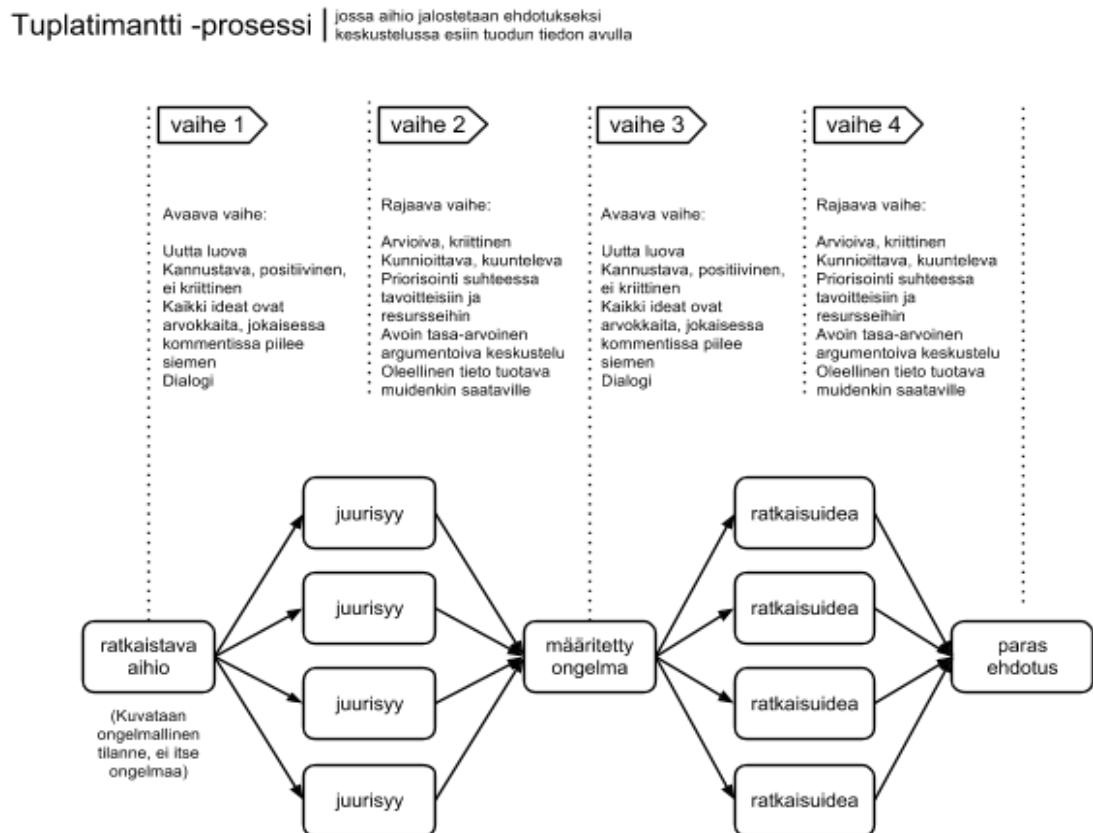 Tuplatimantti -prosessi
jossa aihio jalostetaan ehdotukseksi
keskustelussa esiin tuodun tiedon avulla
vaihe 1
vaihe 2
vaihe 3
vaihe 4
Avaava vaihe:
Uutta luova
Kannustava, positiivinen,
ei kriittinen
Kaikki ideat ovat
arvokkaita, jokaisessa
kommentissa piilee
siemen
Dialogi
Rajaava vaihe:
Arvioiva, kriittinen
Kunnioittava, kuunteleva
Priorisointi suhteessa
tavoitteisiin ja
resursseihin
Avoin tasa-arvoinen
argumentoiva keskustelu
Oleellinen tieto tuotava
muidenkin saataville
Avaava vaihe:
Uutta luova
Kannustava, positiivinen,
ei kriittinen
Kaikki ideat ovat
arvokkaita, jokaisessa
kommentissa piilee
siemen
Dialogi
Rajaava vaihe:
Arvioiva, kriittinen
Kunnioittava, kuunteleva
Priorisointi suhteessa
tavoitteisiin ja
resursseihin
Avoin tasa-arvoinen
argumentoiva keskustelu
Oleellinen tieto tuotava
muidenkin saataville
ratkaistava
aihio
(Kuvataan
ongelmallinen
tilanne, ei itse
ongelmaa)
juurisyy
juurisyy
juurisyy
juurisyy
määritetty
ongelma
ratkaisuidea
ratkaisuidea
ratkaisuidea
ratkaisuidea
paras
ehdotus